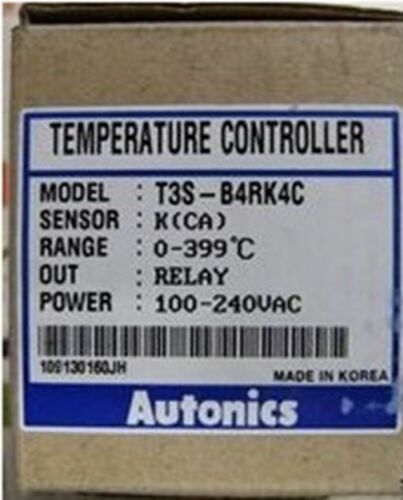 TEMPERATURE CONTROLLER
MODEL : T3S-B4RK4C
SENSOR : K(CA)
RANGE : 0-399℃
OUT : RELAY
POWER : 100-240VAC
109130160JH
MADE IN KOREA
Autonics